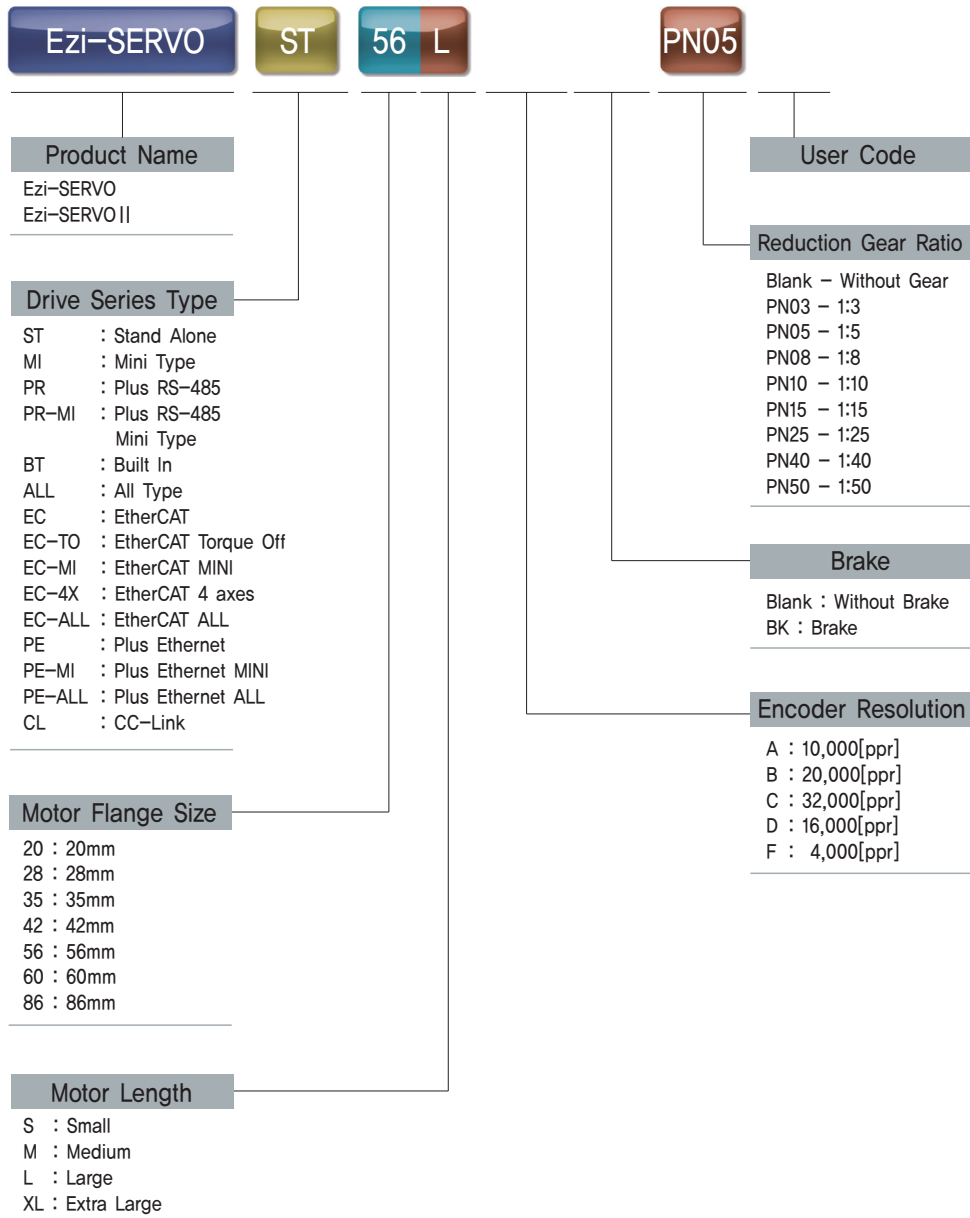 Ezi-SERVO ST 56 L PN05
Product Name
Ezi-SERVO
Ezi-SERVOⅡ
Drive Series Type
ST : Stand Alone
MI : Mini Type
PR : Plus RS-485
PR-MI : Plus RS-485
Mini Type
BT : Built In
ALL : All Type
EC : EtherCAT
EC-TO : EtherCAT Torque Off
EC-MI : EtherCAT MINI
EC-4X : EtherCAT 4 axes
EC-ALL : EtherCAT ALL
PE : Plus Ethernet
PE-MI : Plus Ethernet MINI
PE-ALL : Plus Ethernet ALL
CL : CC-Link
Motor Flange Size
20 : 20mm
28 : 28mm
35 : 35mm
42 : 42mm
56 : 56mm
60 : 60mm
86 : 86mm
Motor Length
S : Small
M : Medium
L : Large
XL : Extra Large
User Code
Reduction Gear Ratio
Blank - Without Gear
PN03 - 1:3
PN05 - 1:5
PN08 - 1:8
PN10 - 1:10
PN15 - 1:15
PN25 - 1:25
PN40 - 1:40
PN50 - 1:50
Brake
Blank : Without Brake
BK : Brake
Encoder Resolution
A : 10,000[ppr]
B : 20,000[ppr]
C : 32,000[ppr]
D : 16,000[ppr]
F : 4,000[ppr]